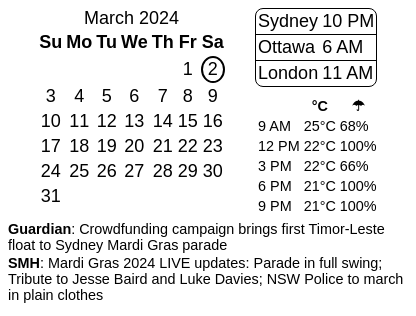 March 2024
Su Mo Tu We Th Fr Sa
1 2
3 4 5 6 7 8 9
10 11 12 13 14 15 16
17 18 19 20 21 22 23
24 25 26 27 28 29 30
31
Sydney 10 PM
Ottawa 6 AM
London 11 AM
°C ☂
9 AM 25°C 68%
12 PM 22°C 100%
3 PM 22°C 66%
6 PM 21°C 100%
9 PM 21°C 100%
Guardian: Crowdfunding campaign brings first Timor-Leste
float to Sydney Mardi Gras parade
SMH: Mardi Gras 2024 LIVE updates: Parade in full swing;
Tribute to Jesse Baird and Luke Davies; NSW Police to march
in plain clothes